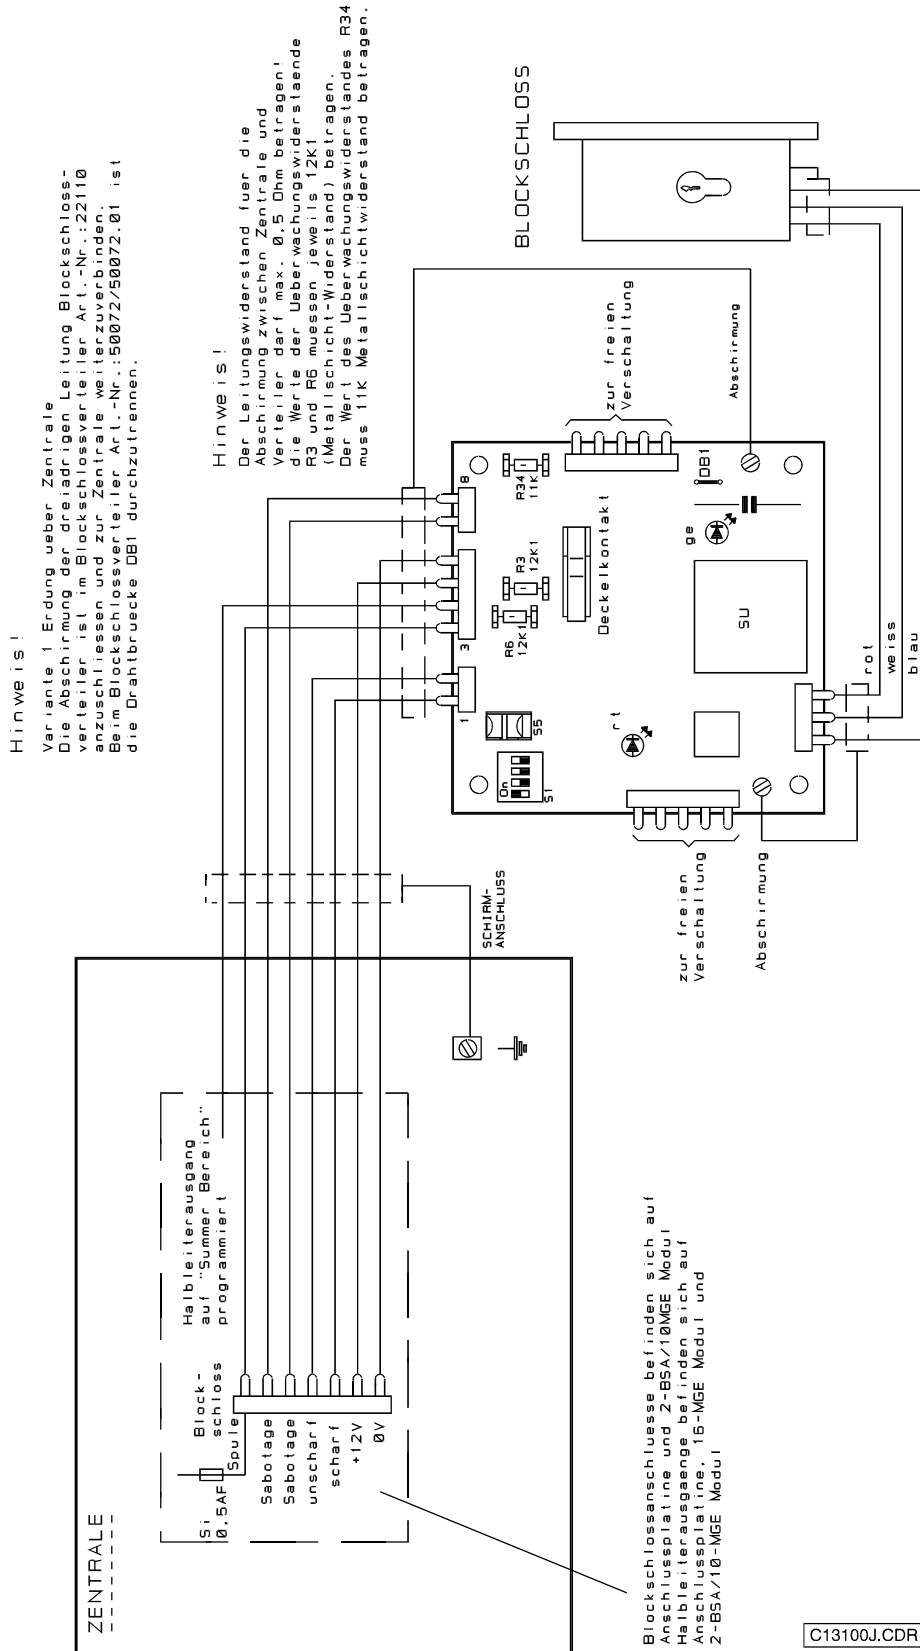 Hinweis!
Variante 1 Erdung ueber Zentrale
Die Abschirmung der dreiadrigen Leitung Blockschloss-
verteiler ist im Blockschlossverteiler Art.-Nr.:22110
anzuschliessen und zur Zentrale weiterzuverbinden.
Beim Blockschlossverteiler Art.-Nr.:50072/50072.01 ist
die Drahtbruecke DB1 durchzutrennen.
Hinweis!
Der Leitungswiderstand fuer die
Abschirmung zwischen Zentrale und
Verteiler darf max. 0,5 Ohm betragen!
die Werte der Ueberwachungswiderstaende
R3 und R6 muessen jeweils 12K1
(Metallschicht-Widerstand) betragen.
Der Wert des Ueberwachungswiderstandes R34
muss 11K Metallschichtwiderstand betragen.
BLOCKSCHLOSS
ZENTRALE
Si
0,5AF
Block-
schloss
Spule
Sabotage
Sabotage
unscharf
scharf
+12V
0V
Halbleiterausgang
auf "Summer Bereich"
programmiert
SCHIRM-
ANSCHLUSS
1
3
8
On
S1
S5
R6
12K1
R3
12K1
R34
11K
Deckelkontakt
rt
ge
DB1
SU
zur freien
Verschaltung
Abschirmung
zur freien
Verschaltung
Abschirmung
rot
weiss
blau
Blockschlossanschluesse befinden sich auf
Anschlussplatine und 2-BSA/10MGE Modul
Halbleiterausgaenge befinden sich auf
Anschlussplatine, 16-MGE Modul und
2-BSA/10-MGE Modul
C13100J.CDR